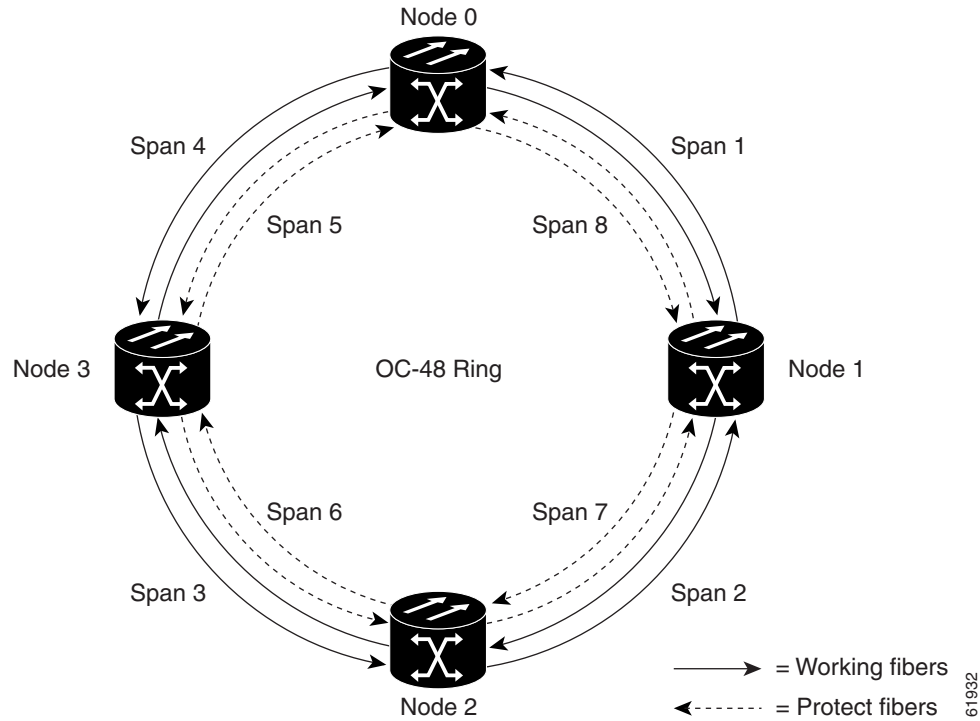 Node 0
Span 4
Span 1
Span 5
Span 8
Node 3
OC-48 Ring
Node 1
Span 6
Span 7
Span 3
Span 2
Node 2
= Working fibers
= Protect fibers
61932